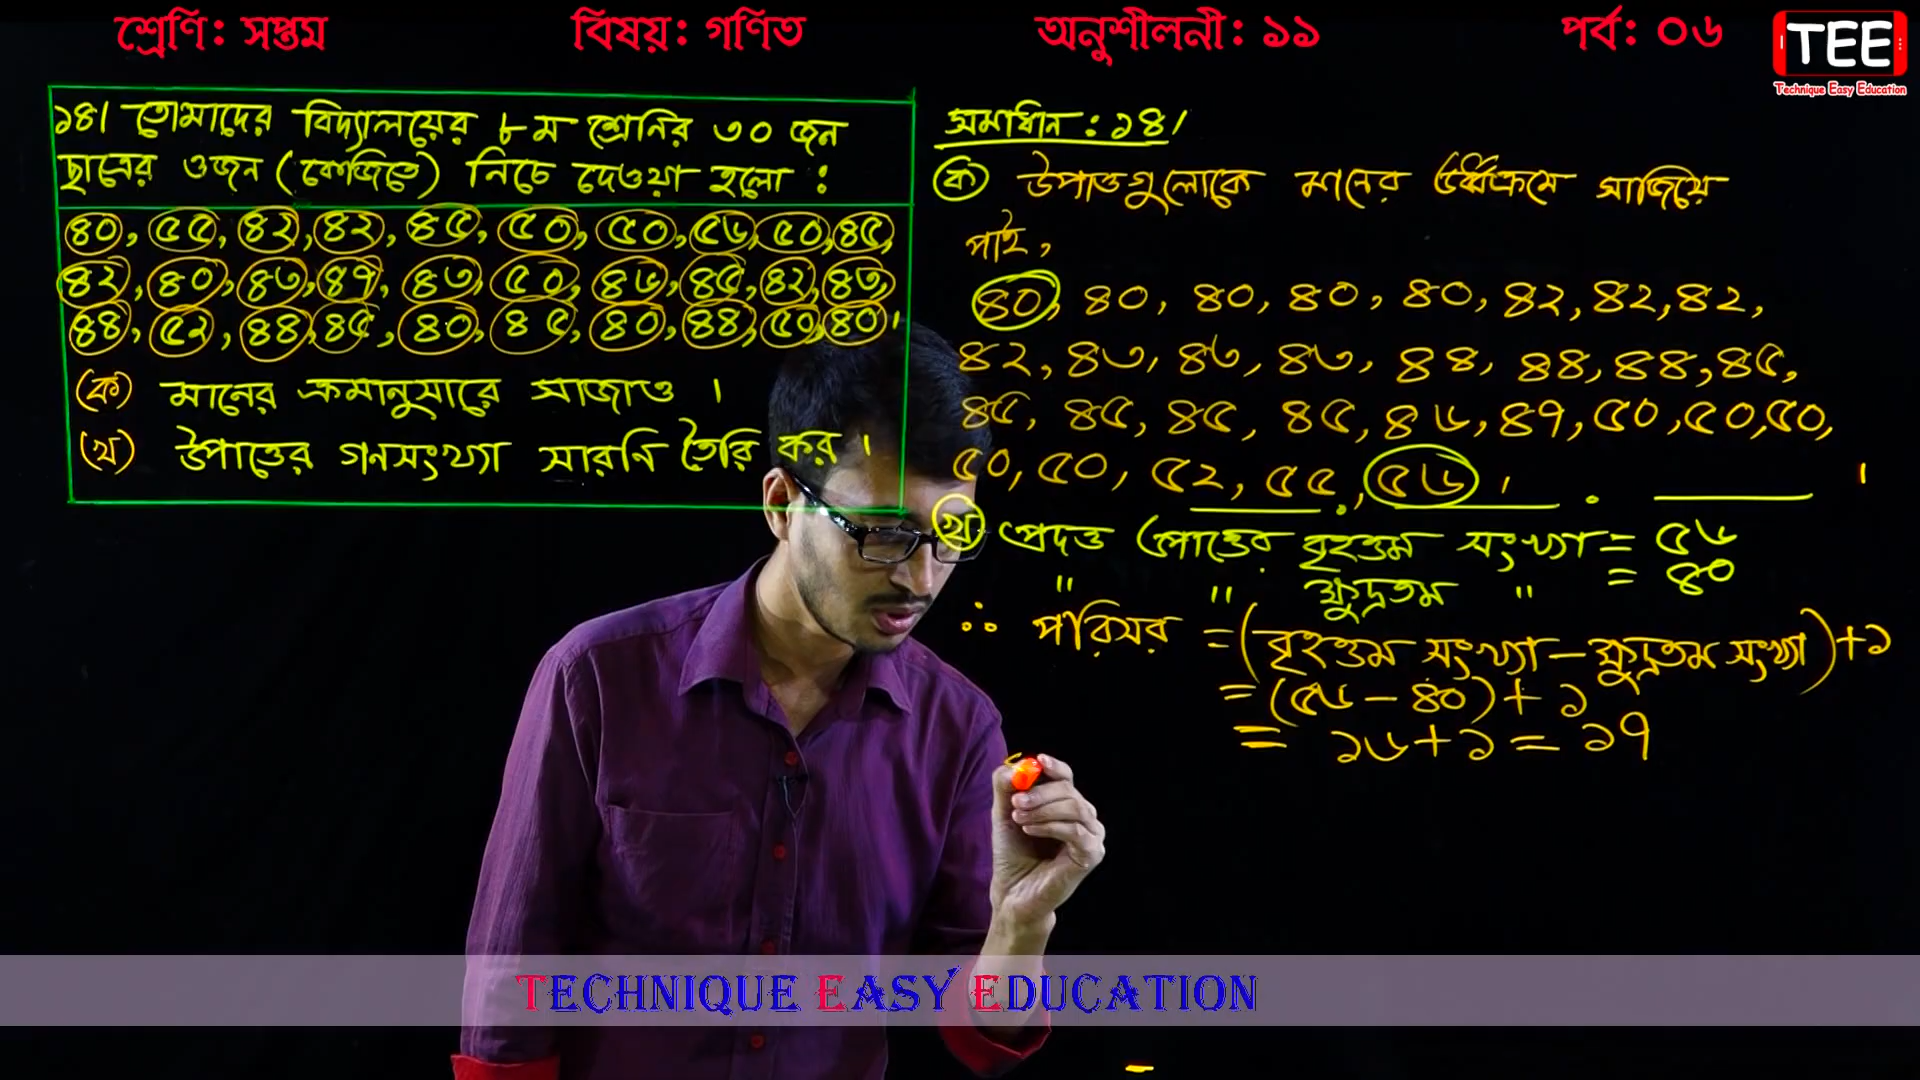 শ্রেণি: সপ্তম
বিষয়: গণিত
অনুশীলনী: ১১
পর্ব: ০৬
TEE
Technique Easy Education
১৪। তোমাদের বিদ্যালয়ের ৮ম শ্রেনির ৩০ জন
ছাত্রের ওজন (কেজিতে) নিচে দেওয়া হলো :
৪০, ৫৫, ৪২, ৪২, ৪৫, ৫০, ৫০, ৫৬, ৫০, ৪৫,
৪২, ৪০, ৪৩, ৪৭, ৪৩, ৫০, ৪৬, ৪৫, ৪২, ৪৩,
৪৪, ৫২, ৪৪, ৪৫, ৪০, ৪৫, ৪০, ৪৪, ৫০, ৪০।
(ক) মানের ক্রমানুসারে সাজাও ।
(খ) উপাত্তের গনসংখ্যা সারনি তৈরি কর ।
সমাধান : ১৪।
ক উপাত্তগুলোকে মানের ঊর্ধ্বক্রমে সাজিয়ে
পাই,
৪০, ৪০, ৪০, ৪০, ৪০, ৪২, ৪২, ৪২,
৪২, ৪৩, ৪৩, ৪৩, ৪৪, ৪৪, ৪৪, ৪৫,
৪৫, ৪৫, ৪৫, ৪৫, ৪৬, ৪৭, ৫০, ৫০, ৫০,
৫০, ৫০, ৫২, ৫৫, ৫৬ ।
খ প্রদত্ত উপাত্তের বৃহত্তম সংখ্যা = ৫৬
" " ক্ষুদ্রতম " = ৪০
∴ পরিসর = (বৃহত্তম সংখ্যা – ক্ষুদ্রতম সংখ্যা) + ১
= (৫৬ – ৪০) + ১
= ১৬ + ১ = ১৭
TECHNIQUE EASY EDUCATION